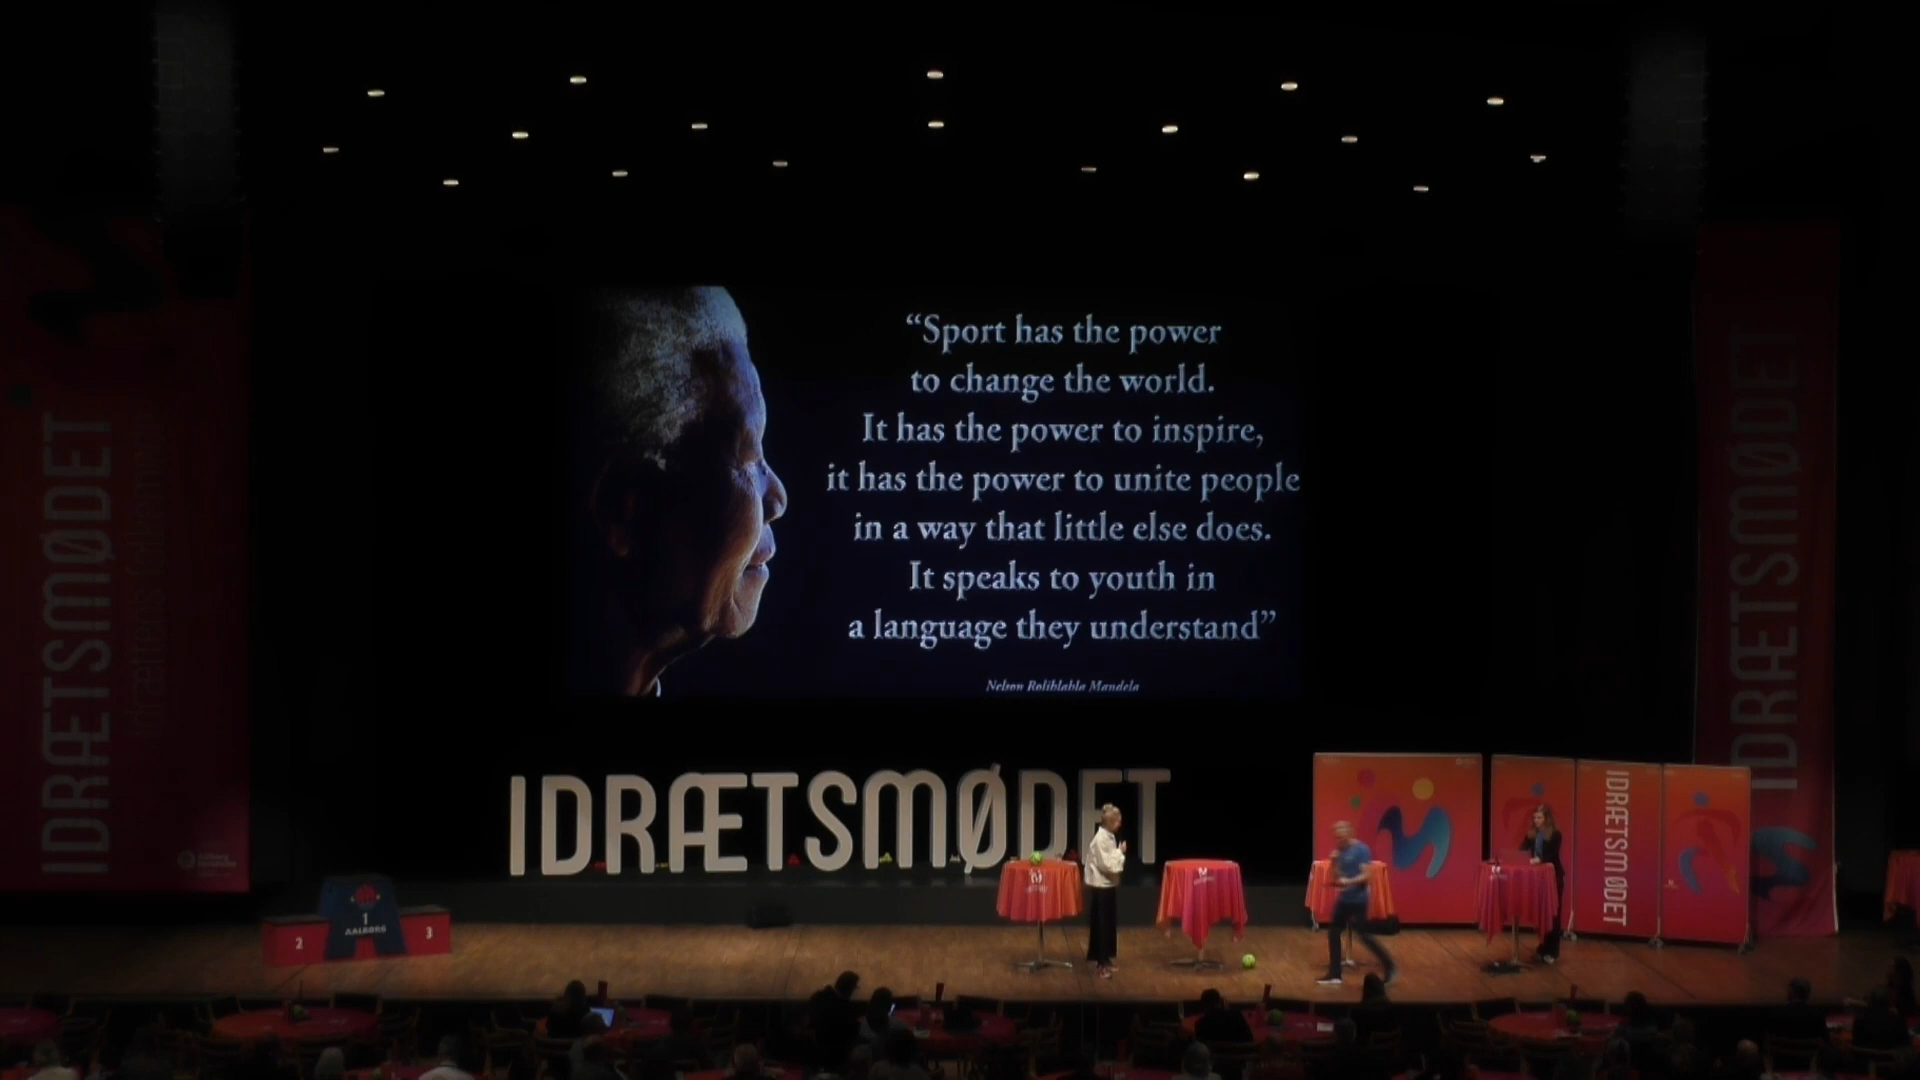 “Sport has the power
to change the world.
It has the power to inspire,
it has the power to unite people
in a way that little else does.
It speaks to youth in
a language they understand”
Nelson Rolihlahla Mandela
IDRÆTSMØDET
IDRÆTSMØDET
IDRÆTSMØDET
IDRÆTSMØDET
2
1
AALBORG
3